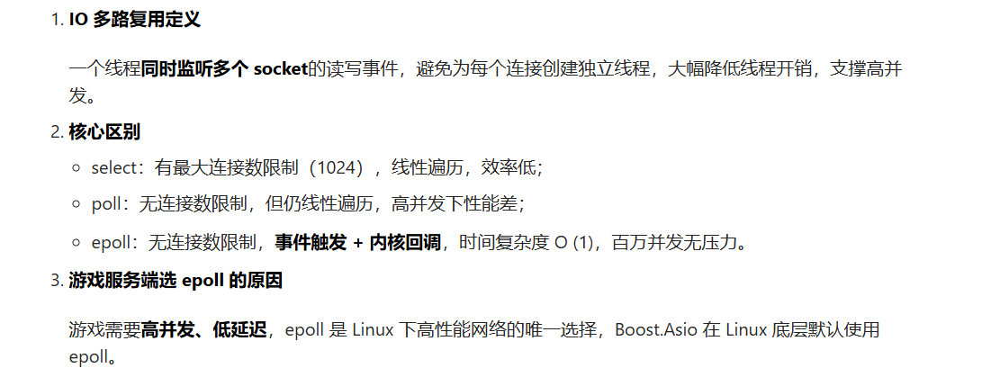 1. IO 多路复用定义
一个线程同时监听多个 socket的读写事件，避免为每个连接创建独立线程，大幅降低线程开销，支撑高并
发。
2. 核心区别
◦ select：有最大连接数限制（1024），线性遍历，效率低；
◦ poll：无连接数限制，但仍线性遍历，高并发下性能差；
◦ epoll：无连接数限制，事件触发 + 内核回调，时间复杂度 O (1)，百万并发无压力。
3. 游戏服务端选 epoll 的原因
游戏需要高并发、低延迟，epoll 是 Linux 下高性能网络的唯一选择，Boost.Asio 在 Linux 底层默认使用
epoll。